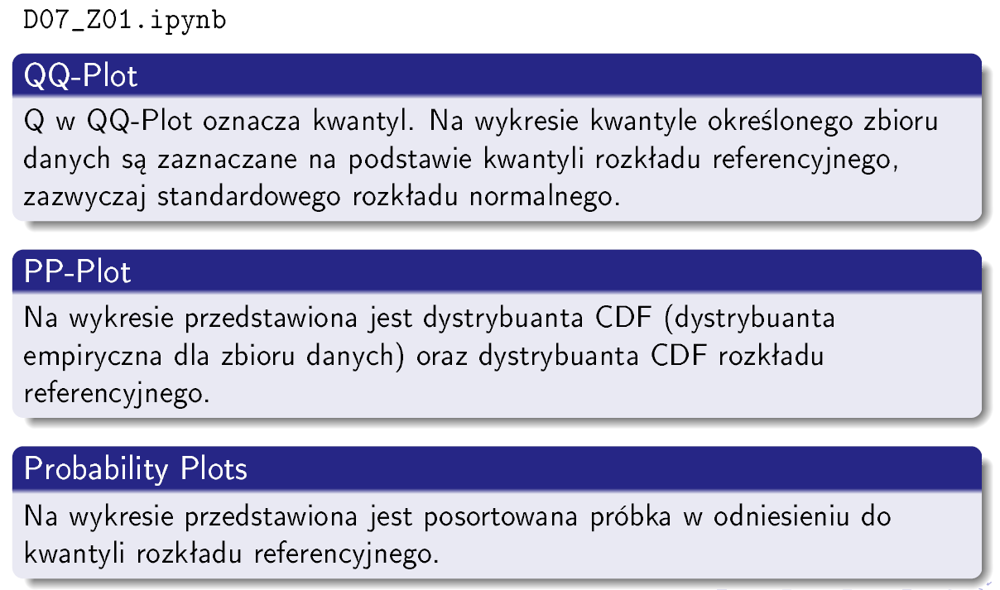 D07_Z01.ipynb
QQ-Plot
Q w QQ-Plot oznacza kwantyl. Na wykresie kwantyle określonego zbioru
danych są zaznaczane na podstawie kwantyli rozkładu referencyjnego,
zazwyczaj standardowego rozkładu normalnego.
PP-Plot
Na wykresie przedstawiona jest dystrybuanta CDF (dystrybuanta
empiryczna dla zbioru danych) oraz dystrybuanta CDF rozkładu
referencyjnego.
Probability Plots
Na wykresie przedstawiona jest posortowana próbka w odniesieniu do
kwantyli rozkładu referencyjnego.